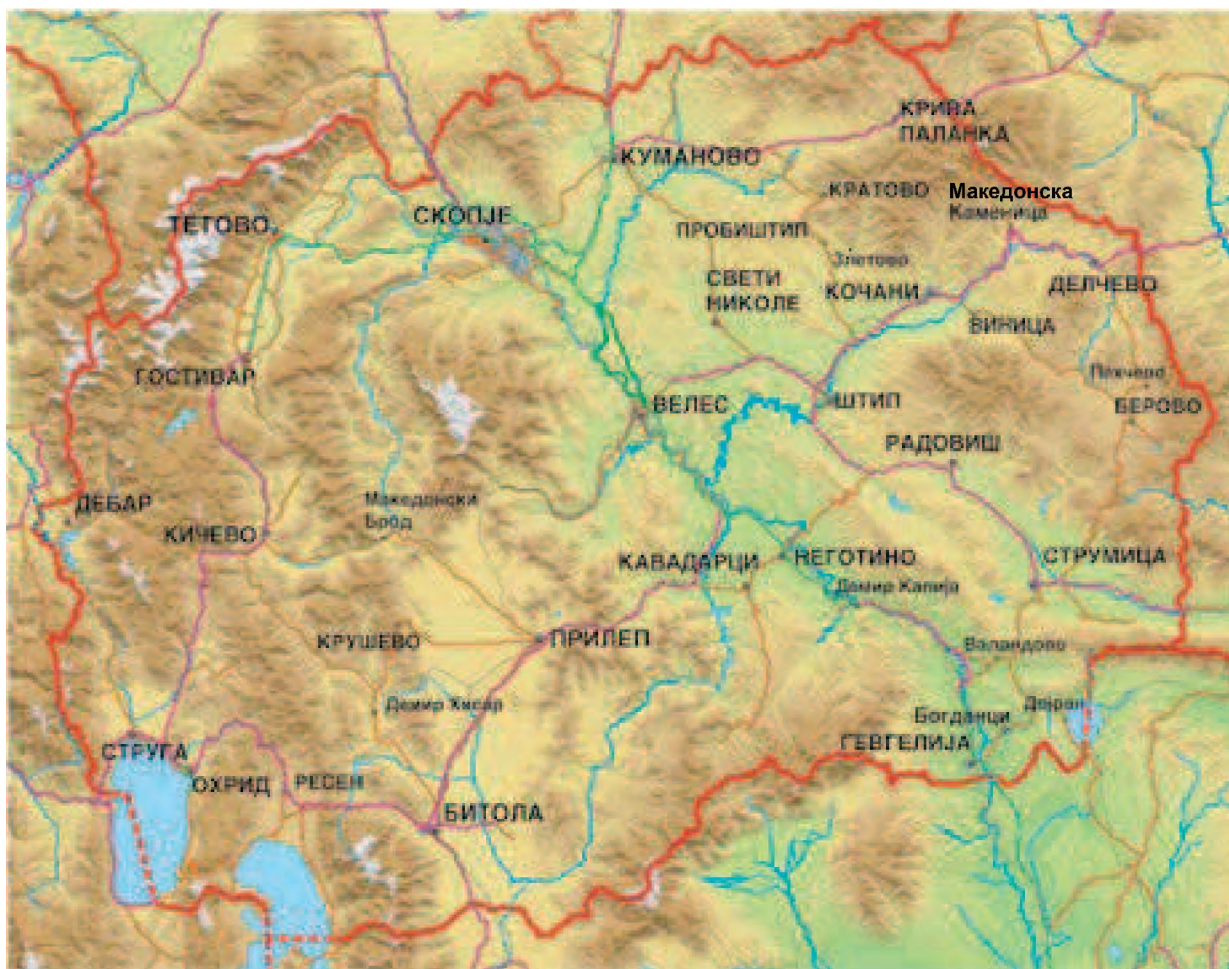 КРИВА
ПАЛАНКА
КУМАНОВО
КРАТОВО
Македонска
Каменица
ТЕТОВО
СКОПЈЕ
ПРОБИШТИП
Злетово
СВЕТИ
НИКОЛЕ
КОЧАНИ
ДЕЛЧЕВО
ВИНИЦА
ГОСТИВАР
Пехчево
ВЕЛЕС
ШТИП
БЕРОВО
РАДОВИШ
ДЕБАР
Македонски
Брод
КИЧЕВО
КАВАДАРЦИ
НЕГОТИНО
СТРУМИЦА
Демир Капија
КРУШЕВО
ПРИЛЕП
Валандово
Демир Хисар
Дојран
Богданци
СТРУГА
ГЕВГЕЛИЈА
ОХРИД
РЕСЕН
БИТОЛА